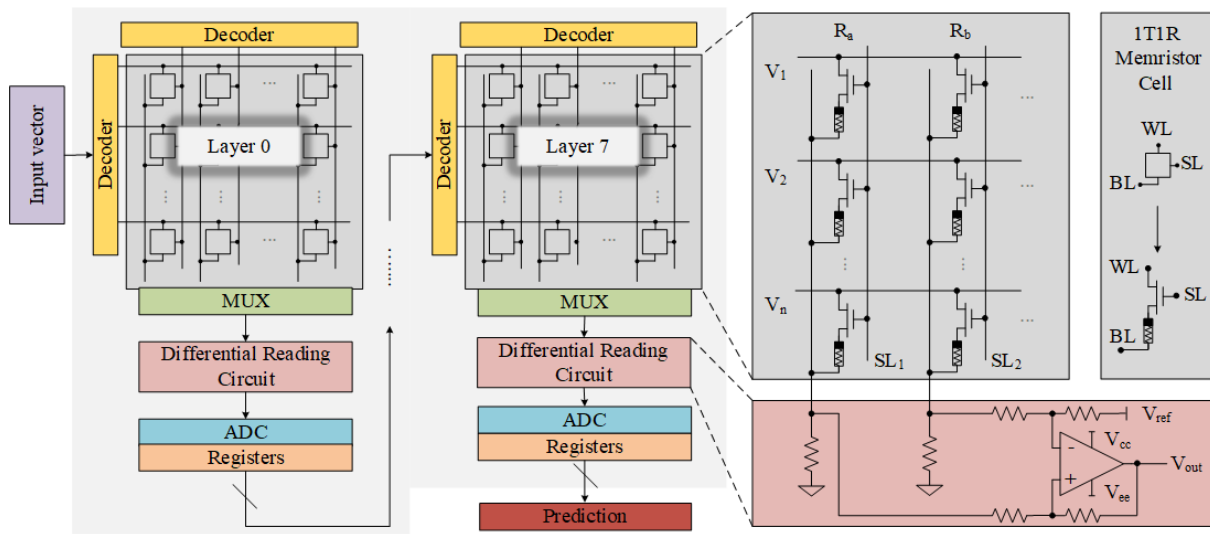 Input vector
Decoder
Decoder
Layer 0
MUX
Differential Reading
Circuit
ADC
Registers
Decoder
Decoder
Layer 7
MUX
Differential Reading
Circuit
ADC
Registers
Prediction
Ra
Rb
V1
V2
Vn
SL1
SL2
1T1R
Memristor
Cell
WL
SL
BL
WL
SL
BL
Vref
Vcc
-
+
Vee
Vout